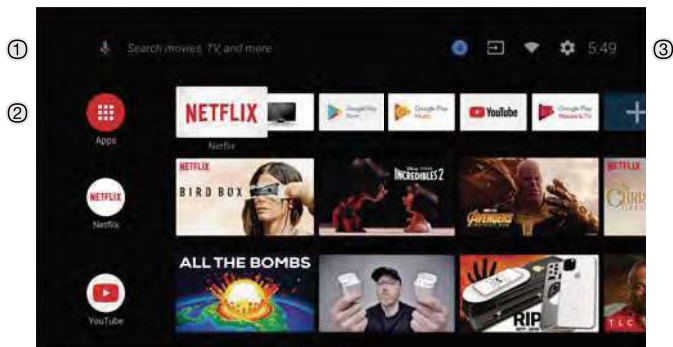 ①
Search movies, TV, and more
5:49
③
②
Apps
NETFLIX
Google Play
Google Play
Music
YouTube
Google Play
Movies & TV
Netflix
NETFLIX
Netflix
NETFLIX
BIRD BOX
INCREDIBLES 2
AVENGERS
NETFLIX
YouTube
ALL THE BOMBS
RIP
TLC